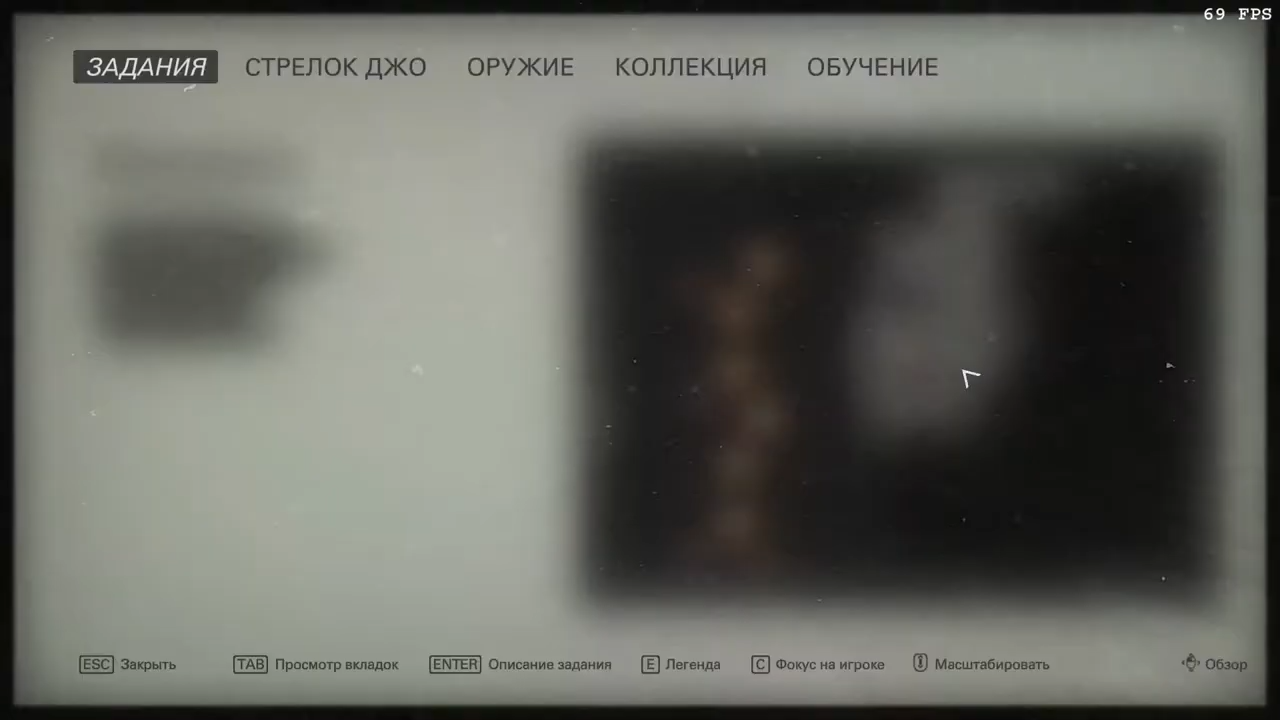 69 FPS
ЗАДАНИЯ СТРЕЛОК ДЖО ОРУЖИЕ КОЛЛЕКЦИЯ ОБУЧЕНИЕ
ESC Закрыть TAB Просмотр вкладок ENTER Описание задания E Легенда C Фокус на игроке Масштабировать Обзор